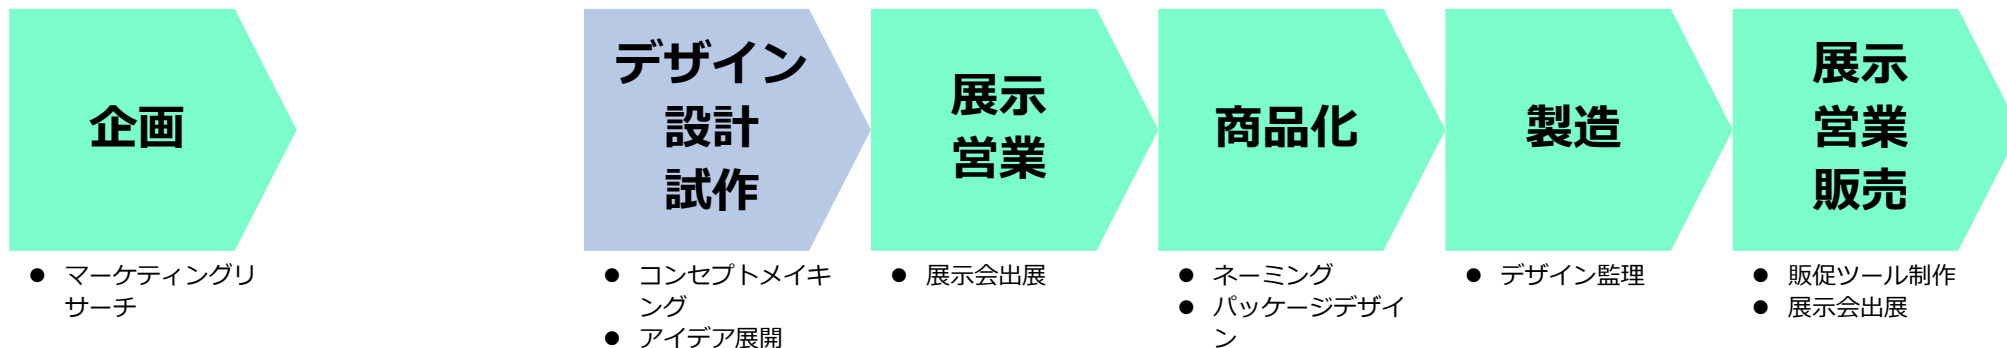 企画
● マーケティングリ
サーチ
デザイン
設計
試作
● コンセプトメイキ
ング
● アイデア展開
展示
営業
● 展示会出展
商品化
● ネーミング
● パッケージデザイ
ン
製造
● デザイン監理
展示
営業
販売
● 販促ツール制作
● 展示会出展